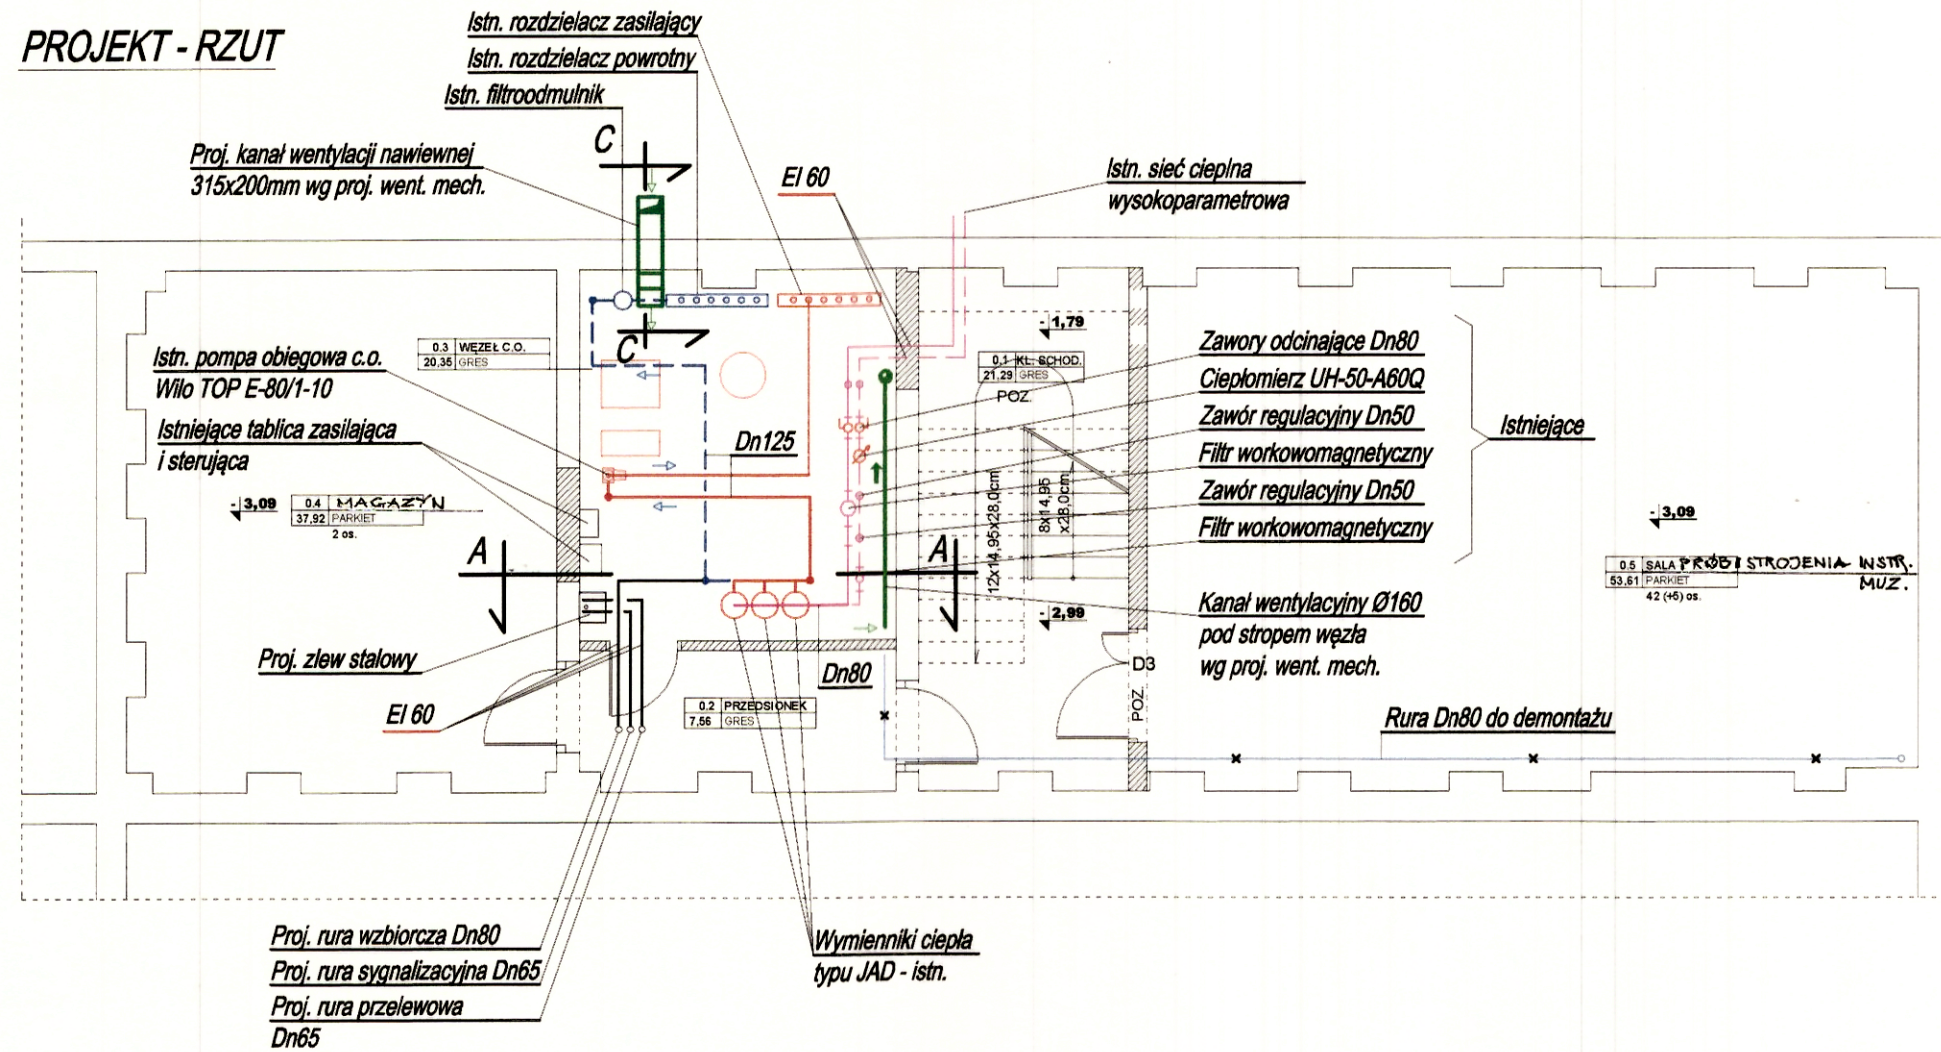 PROJEKT - RZUT
Istn. rozdzielacz zasilający
Istn. rozdzielacz powrotny
Istn. filtroodmulnik
Proj. kanał wentylacji nawiewnej
315x200mm wg proj. went. mech.
C
C
EI 60
Istn. sieć cieplna
wysokoparametrowa
Istn. pompa obiegowa c.o.
Wilo TOP E-80/1-10
Istniejące tablica zasilająca
i sterująca
0.3 WĘZEŁ C.O.
20,35 GRES
Dn125
- 1,79
0.1 KL. SCHOD.
21,29 GRES
POZ.
12x14,95x28,0cm
8x14,95
x28,0cm
- 2,99
Zawory odcinające Dn80
Ciepłomierz UH-50-A60Q
Zawór regulacyjny Dn50
Filtr workowomagnetyczny
Zawór regulacyjny Dn50
Filtr workowomagnetyczny
Istniejące
Kanał wentylacyjny Ø160
pod stropem węzła
wg proj. went. mech.
- 3,09
0.4 MAGAZYN
37,92 PARKIET
2 os.
A
A
- 3,09
0.5 SALA PRÓB I STROJENIA INSTR.
MUZ.
53,61 PARKIET
42 (+5) os.
Proj. zlew stalowy
EI 60
0.2 PRZEDSIONEK
7,56 GRES
Dn80
D3
POZ.
Rura Dn80 do demontażu
Proj. rura wzbiorcza Dn80
Proj. rura sygnalizacyjna Dn65
Proj. rura przelewowa
Dn65
Wymienniki ciepła
typu JAD - istn.